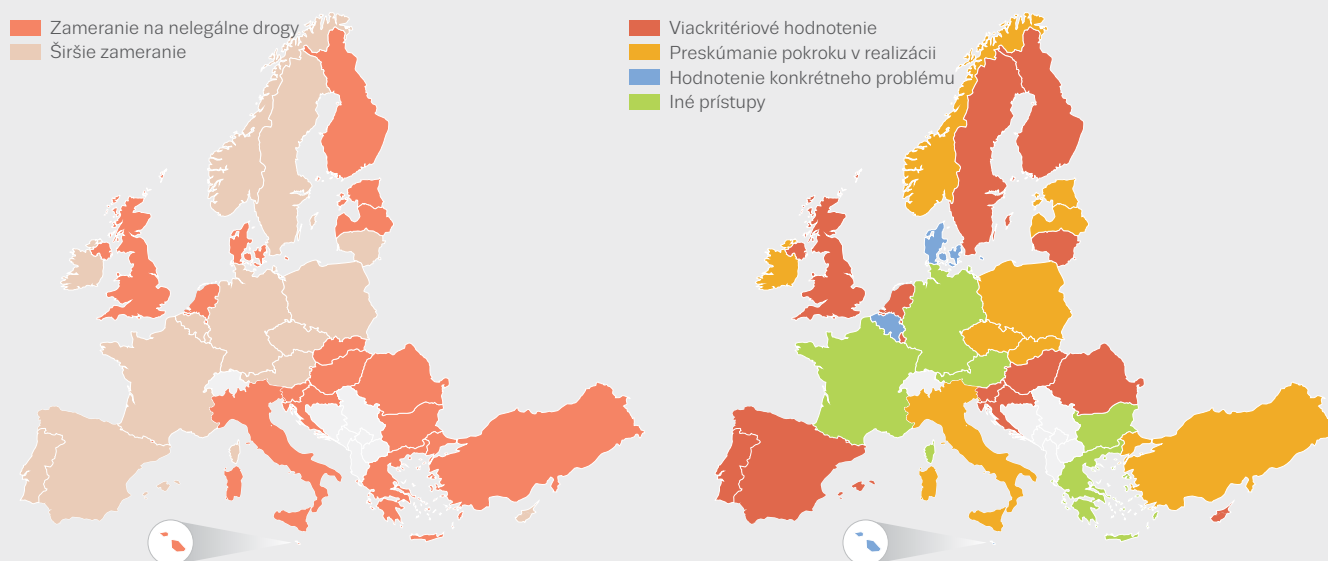 Zameranie na nelegálne drogy
Širšie zameranie
Viackritériové hodnotenie
Preskúmanie pokroku v realizácii
Hodnotenie konkrétneho problému
Iné prístupy